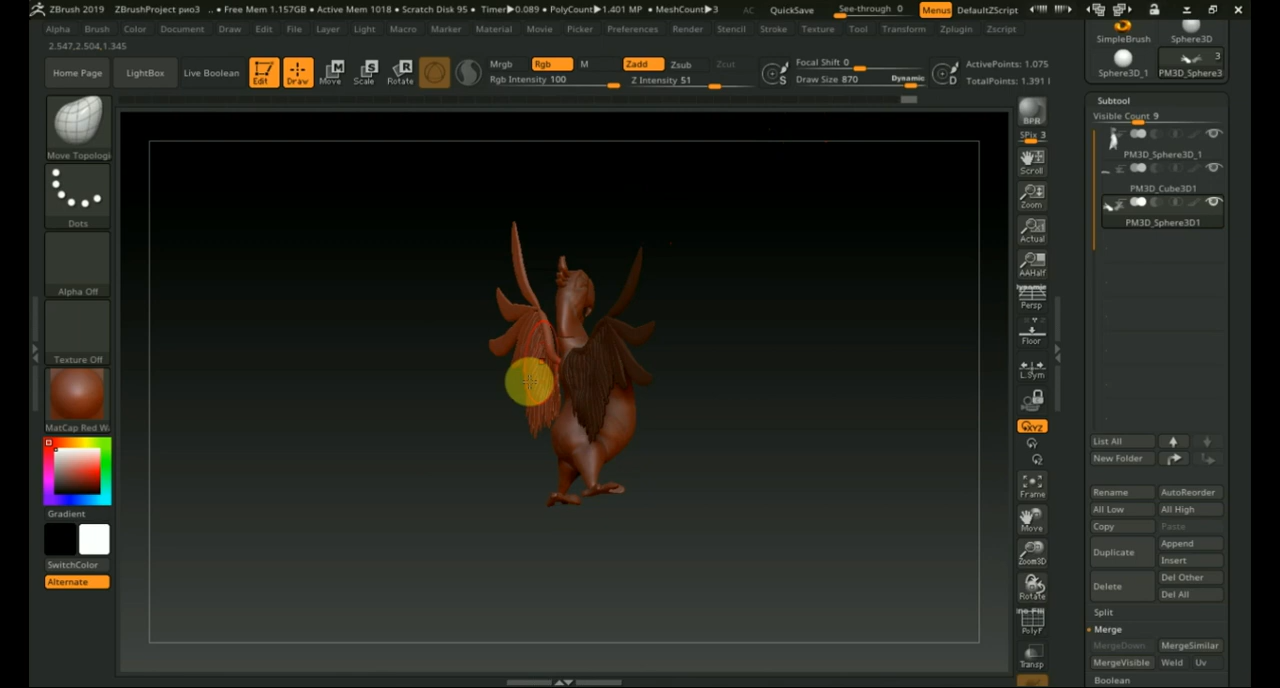 ZBrush 2019 ZBrushProject рио3 .. • Free Mem 1.157GB • Active Mem 1018 • Scratch Disk 95 • Timer▶0.089 • PolyCount▶1.401 MP • MeshCount▶3 AC QuickSave See-through 0 Menus DefaultZScript
Alpha Brush Color Document Draw Edit File Layer Light Macro Marker Material Movie Picker Preferences Render Stencil Stroke Texture Tool Transform Zplugin Zscript
2.547,2.504,1.345
Home Page LightBox Live Boolean Edit Draw Move Scale Rotate
Mrgb Rgb M Zadd Zsub Zcut
Rgb Intensity 100 Z Intensity 51
S Focal Shift 0
Draw Size 870 Dynamic D
ActivePoints: 1.075
TotalPoints: 1.391
Move Topologi
Dots
Alpha Off
Texture Off
MatCap Red W
Gradient
SwitchColor
Alternate
BPR
SPix 3
Scroll
Zoom
Actual
AAHalf
Persp
Floor
L.Sym
XYZ
Frame
Move
Zoom3D
Rotate
PolyF
Transp
SimpleBrush Sphere3D
3
Sphere3D_1 PM3D_Sphere3
Subtool
Visible Count 9
PM3D_Sphere3D_1
PM3D_Cube3D1
PM3D_Sphere3D1
List All
New Folder
Rename AutoReorder
All Low All High
Copy Paste
Duplicate Append
Insert
Delete Del Other
Del All
Split
Merge
MergeDown MergeSimilar
MergeVisible Weld Uv
Boolean